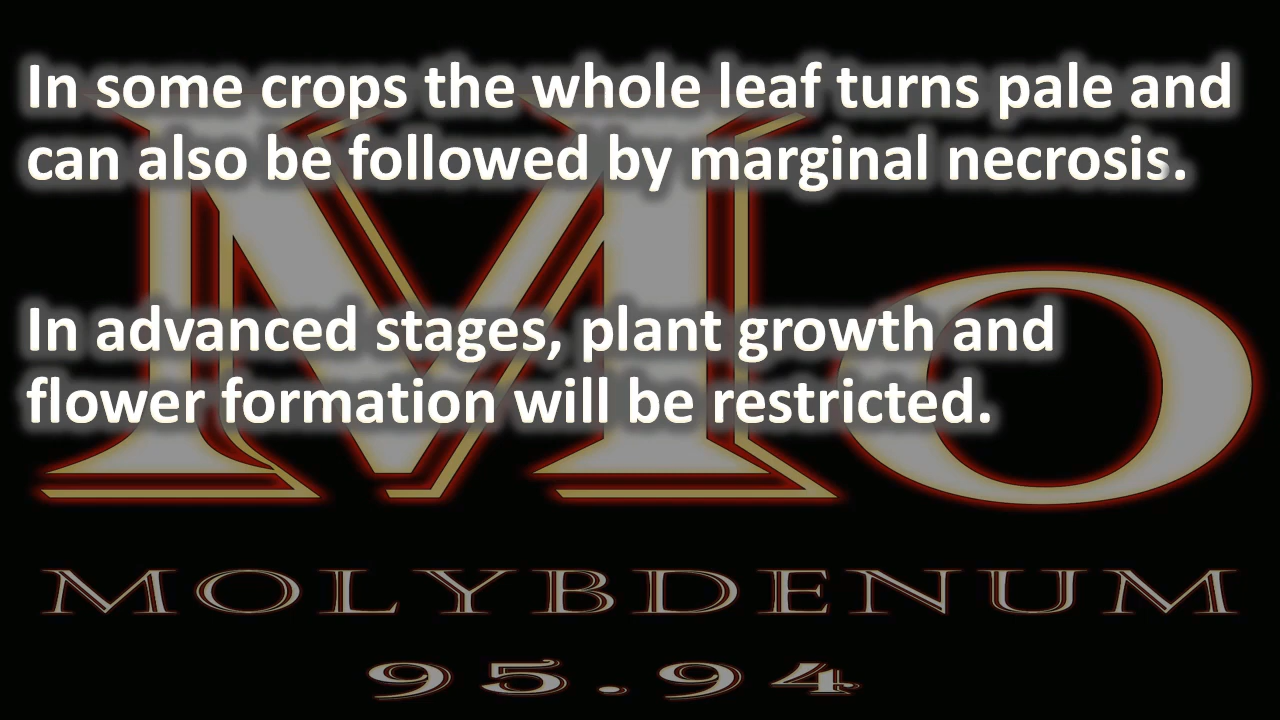 In some crops the whole leaf turns pale and
can also be followed by marginal necrosis.
In advanced stages, plant growth and
flower formation will be restricted.
Mo
MOLYBDENUM
95.94